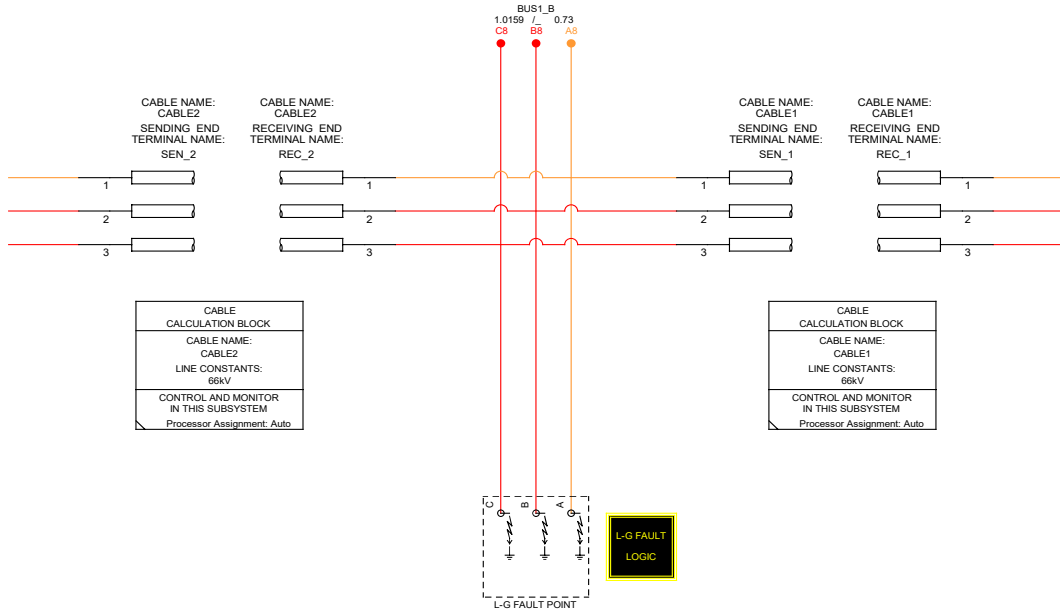 BUS1_B
1.0159 /_ 0.73
C8 B8 A8
CABLE NAME:
CABLE2
SENDING END
TERMINAL NAME:
SEN_2
CABLE NAME:
CABLE2
RECEIVING END
TERMINAL NAME:
REC_2
CABLE NAME:
CABLE1
SENDING END
TERMINAL NAME:
SEN_1
CABLE NAME:
CABLE1
RECEIVING END
TERMINAL NAME:
REC_1
1 1 1 1
2 2 2 2
3 3 3 3
CABLE
CALCULATION BLOCK
CABLE NAME:
CABLE2
LINE CONSTANTS:
66kV
CONTROL AND MONITOR
IN THIS SUBSYSTEM
Processor Assignment: Auto
CABLE
CALCULATION BLOCK
CABLE NAME:
CABLE1
LINE CONSTANTS:
66kV
CONTROL AND MONITOR
IN THIS SUBSYSTEM
Processor Assignment: Auto
C B A
L-G FAULT
LOGIC
L-G FAULT POINT